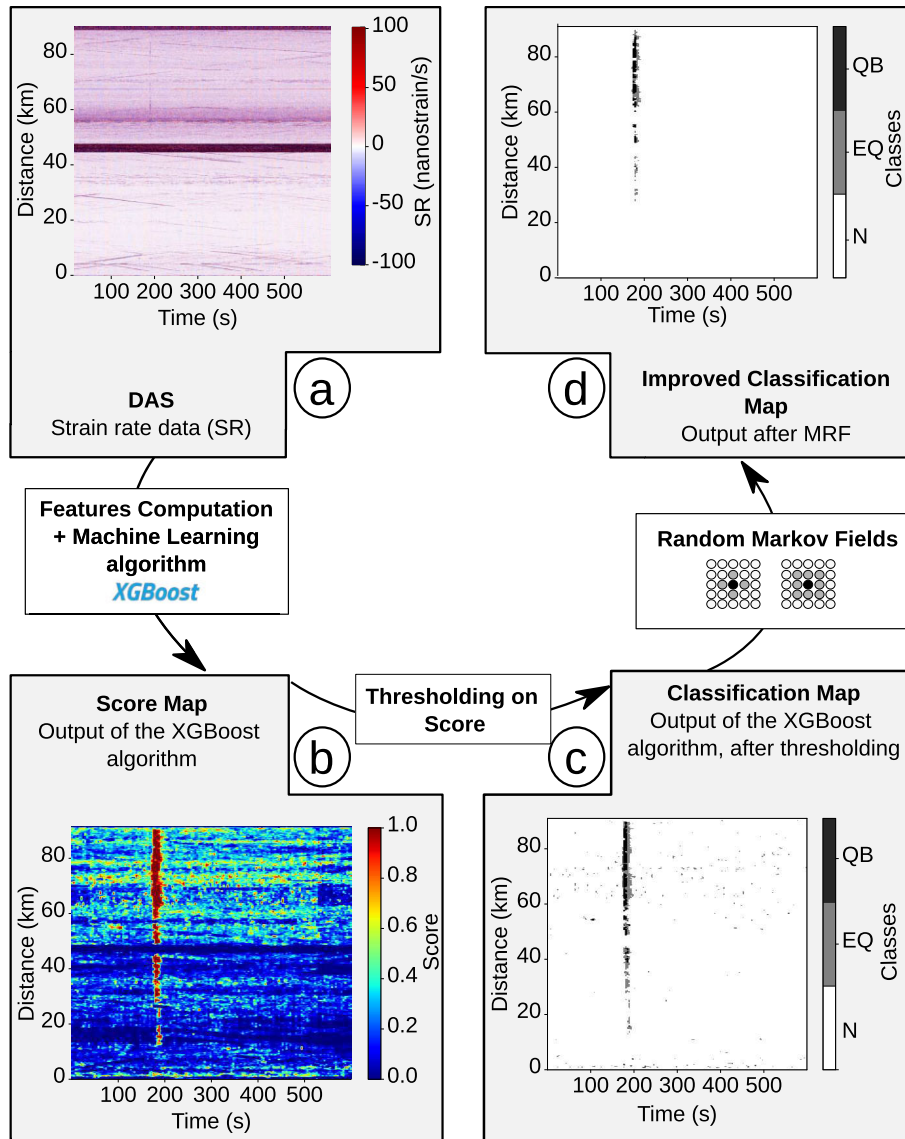 100
50
0
-50
-100
SR (nanostrain/s)
80
60
40
20
0
Distance (km)
100 200 300 400 500
Time (s)
DAS
Strain rate data (SR)
a
Features Computation
+ Machine Learning
algorithm
XGBoost
Score Map
Output of the XGBoost
algorithm
b
1.0
0.8
0.6
0.4
0.2
0.0
Score
80
60
40
20
0
Distance (km)
100 200 300 400 500
Time (s)
Thresholding on
Score
Classification Map
Output of the XGBoost
algorithm, after thresholding
c
QB
EQ
N
Classes
80
60
40
20
0
Distance (km)
100 200 300 400 500
Time (s)
Random Markov Fields
d
Improved Classification
Map
Output after MRF
QB
EQ
N
Classes
80
60
40
20
0
Distance (km)
100 200 300 400 500
Time (s)